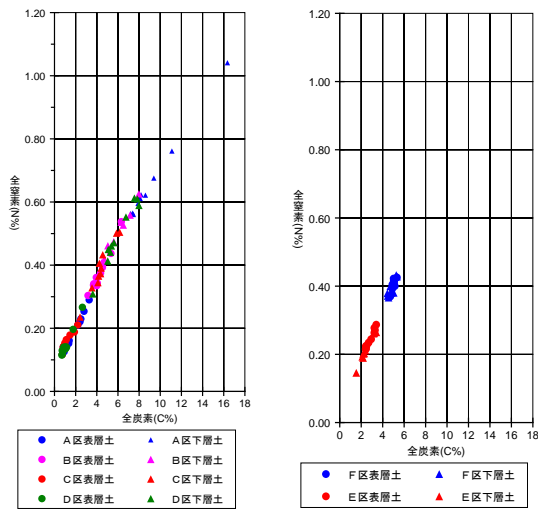 1.20
1.00
0.80
0.60
0.40
0.20
0.00
全窒素(N%)
0 2 4 6 8 10 12 14 16 18
全炭素(C%)
A区表層土 A区下層土
B区表層土 B区下層土
C区表層土 C区下層土
D区表層土 D区下層土
1.20
1.00
0.80
0.60
0.40
0.20
0.00
全窒素(N%)
0 2 4 6 8 10 12 14 16 18
全炭素(C%)
F区表層土 F区下層土
E区表層土 E区下層土